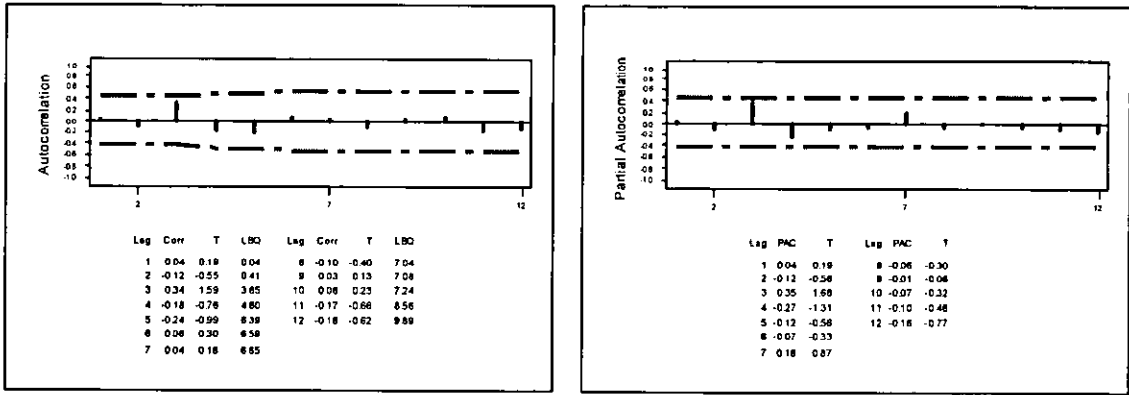 Autocorrelation
1.0
0.8
0.6
0.4
0.2
0.0
-0.2
-0.4
-0.6
-0.8
-1.0
2 7 12
Lag Corr T LBQ Lag Corr T LBQ
1 0.04 0.19 0.04 8 -0.10 -0.40 7.04
2 -0.12 -0.55 0.41 9 0.03 0.13 7.08
3 0.34 1.59 3.65 10 0.06 0.23 7.24
4 -0.18 -0.76 4.60 11 -0.17 -0.66 8.56
5 -0.24 -0.99 6.39 12 -0.16 -0.62 9.89
6 0.08 0.30 6.59
7 0.04 0.18 6.65
Partial Autocorrelation
1.0
0.8
0.6
0.4
0.2
0.0
-0.2
-0.4
-0.6
-0.8
-1.0
2 7 12
Lag PAC T Lag PAC T
1 0.04 0.19 8 -0.06 -0.30
2 -0.12 -0.56 9 -0.01 -0.06
3 0.35 1.68 10 -0.07 -0.32
4 -0.27 -1.31 11 -0.10 -0.46
5 -0.12 -0.56 12 -0.16 -0.77
6 -0.07 -0.33
7 0.18 0.87